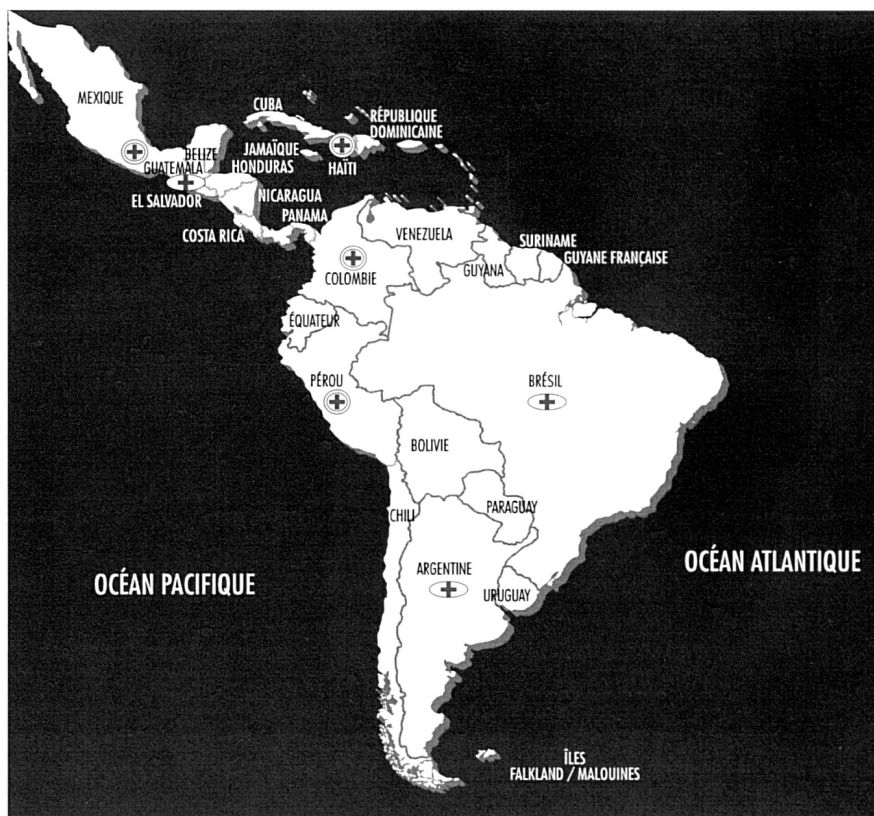 MEXIQUE
CUBA
RÉPUBLIQUE
DOMINICAINE
JAMAÏQUE
HAÏTI
BELIZE
HONDURAS
GUATEMALA
EL SALVADOR
NICARAGUA
PANAMA
COSTA RICA
VENEZUELA
SURINAME
GUYANE FRANÇAISE
GUYANA
COLOMBIE
ÉQUATEUR
PÉROU
BRÉSIL
BOLIVIE
PARAGUAY
CHILI
ARGENTINE
URUGUAY
OCÉAN PACIFIQUE
OCÉAN ATLANTIQUE
ÎLES
FALKLAND / MALOUINES